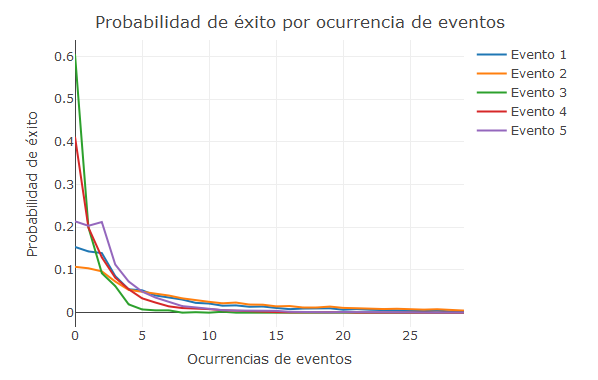 Probabilidad de éxito por ocurrencia de eventos
Probabilidad de éxito
0.6
0.5
0.4
0.3
0.2
0.1
0
0
5
10
15
20
25
Ocurrencias de eventos
Evento 1
Evento 2
Evento 3
Evento 4
Evento 5